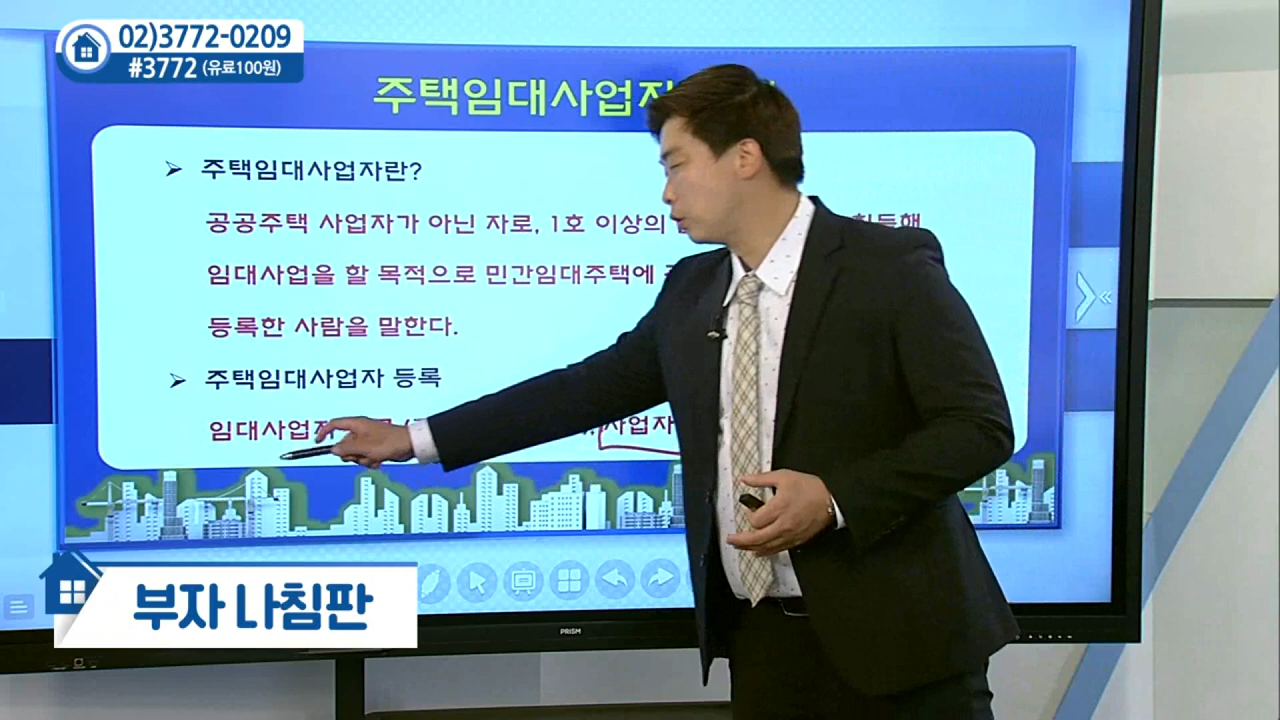 02)3772-0209
#3772 (유료100원)
주택임대사업자
➢ 주택임대사업자란?
공공주택 사업자가 아닌 자로, 1호 이상의
임대사업을 할 목적으로 민간임대주택에
등록한 사람을 말한다.
➢ 주택임대사업자 등록
임대사업자 사업자
부자 나침판
PRISM